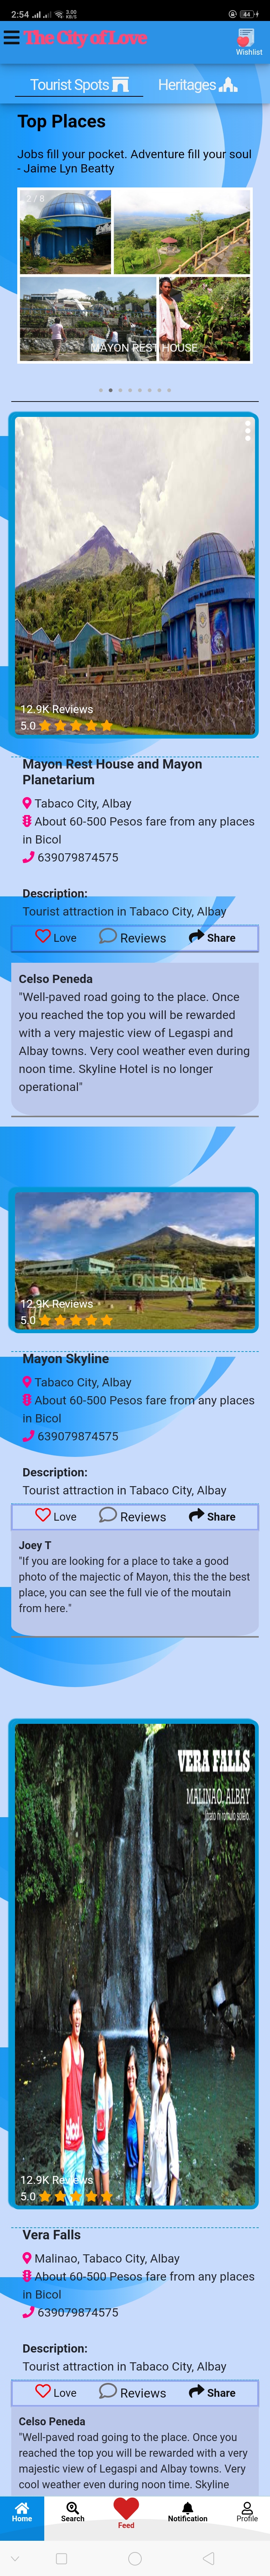 2:54
3.00
KB/S
44
The City of Love
Wishlist
Tourist Spots
Heritages
Top Places
Jobs fill your pocket. Adventure fill your soul
- Jaime Lyn Beatty
/ 8
MAYON REST HOUSE
MAYON PLANETARIUM
12.9K Reviews
5.0
Mayon Rest House and Mayon
Planetarium
Tabaco City, Albay
About 60-500 Pesos fare from any places
in Bicol
639079874575
Description:
Tourist attraction in Tabaco City, Albay
Love
Reviews
Share
Celso Peneda
"Well-paved road going to the place. Once
you reached the top you will be rewarded
with a very majestic view of Legaspi and
Albay towns. Very cool weather even during
noon time. Skyline Hotel is no longer
operational"
YON SKYLINE
12.9K Reviews
5.0
Mayon Skyline
Tabaco City, Albay
About 60-500 Pesos fare from any places
in Bicol
639079874575
Description:
Tourist attraction in Tabaco City, Albay
Love
Reviews
Share
Joey T
"If you are looking for a place to take a good
photo of the majectic of Mayon, this the the best
place, you can see the full vie of the moutain
from here."
VERA FALLS
MALINAO, ALBAY
12.9K Reviews
5.0
Vera Falls
Malinao, Tabaco City, Albay
About 60-500 Pesos fare from any places
in Bicol
639079874575
Description:
Tourist attraction in Tabaco City, Albay
Love
Reviews
Share
Celso Peneda
"Well-paved road going to the place. Once you
reached the top you will be rewarded with a very
majestic view of Legaspi and Albay towns. Very
cool weather even during noon time. Skyline
Home
Search
Feed
Notification
Profile